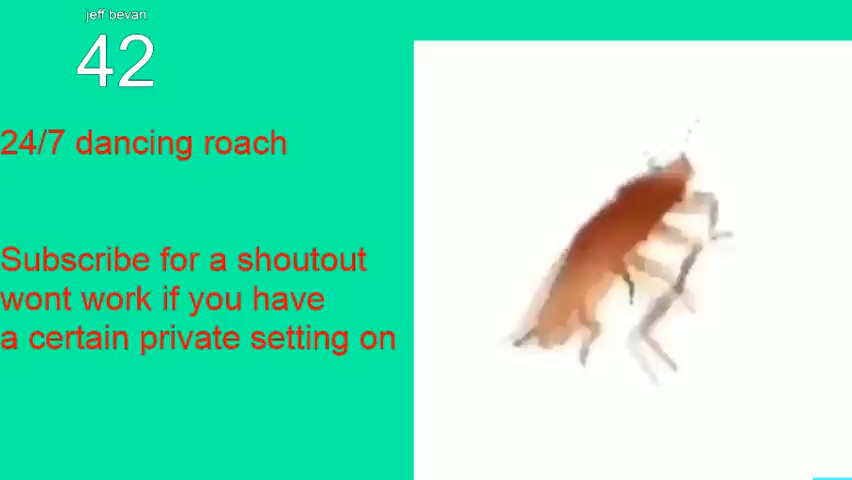 jeff bevan
42
24/7 dancing roach
Subscribe for a shoutout
wont work if you have
a certain private setting on